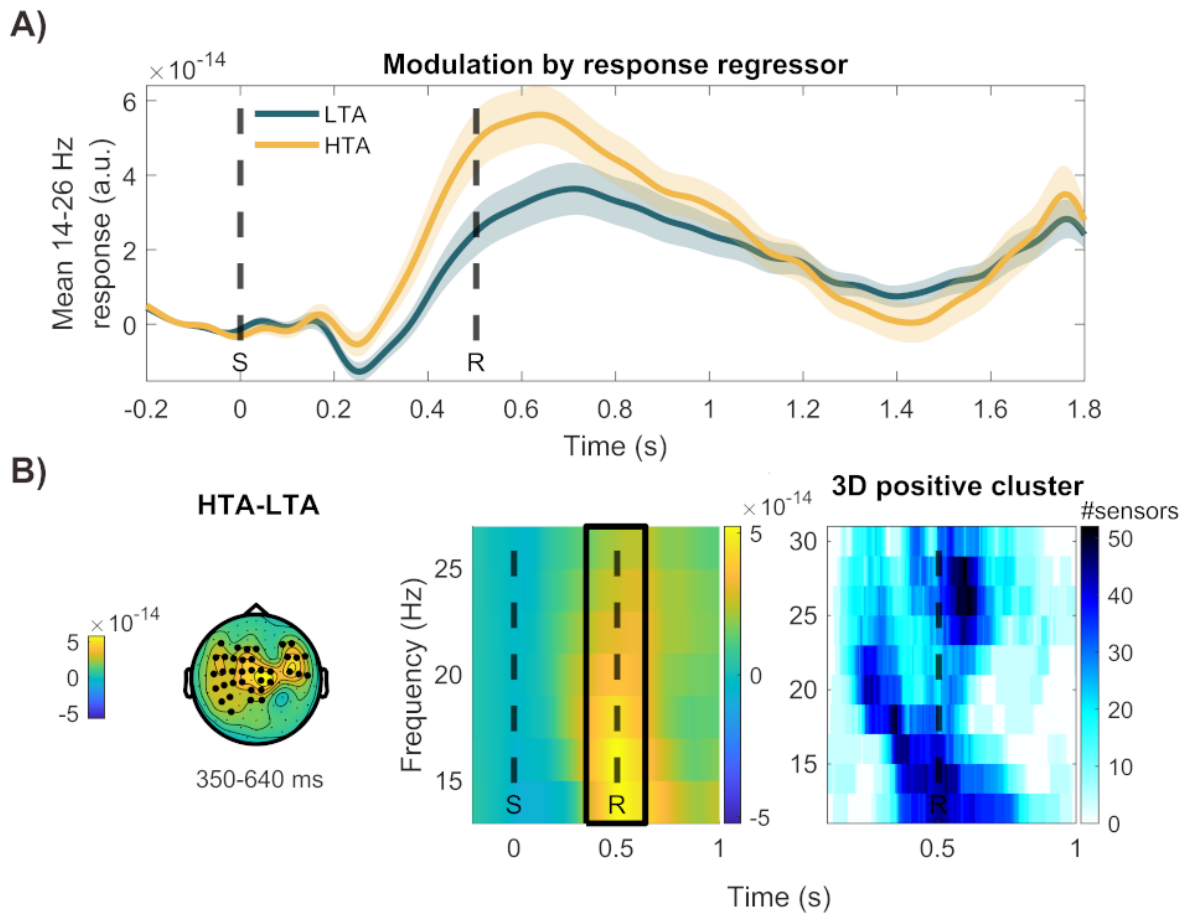 A)
× 10⁻¹⁴
Modulation by response regressor
Mean 14-26 Hz
response (a.u.)
6
4
2
0
LTA
HTA
S
R
-0.2 0 0.2 0.4 0.6 0.8 1 1.2 1.4 1.6 1.8
Time (s)
B)
HTA-LTA
× 10⁻¹⁴
5
0
-5
350-640 ms
Frequency (Hz)
25
20
15
S
R
0 0.5 1
× 10⁻¹⁴
5
0
-5
3D positive cluster
#sensors
30
25
20
15
R
0.5 1
50
40
30
20
10
0
Time (s)